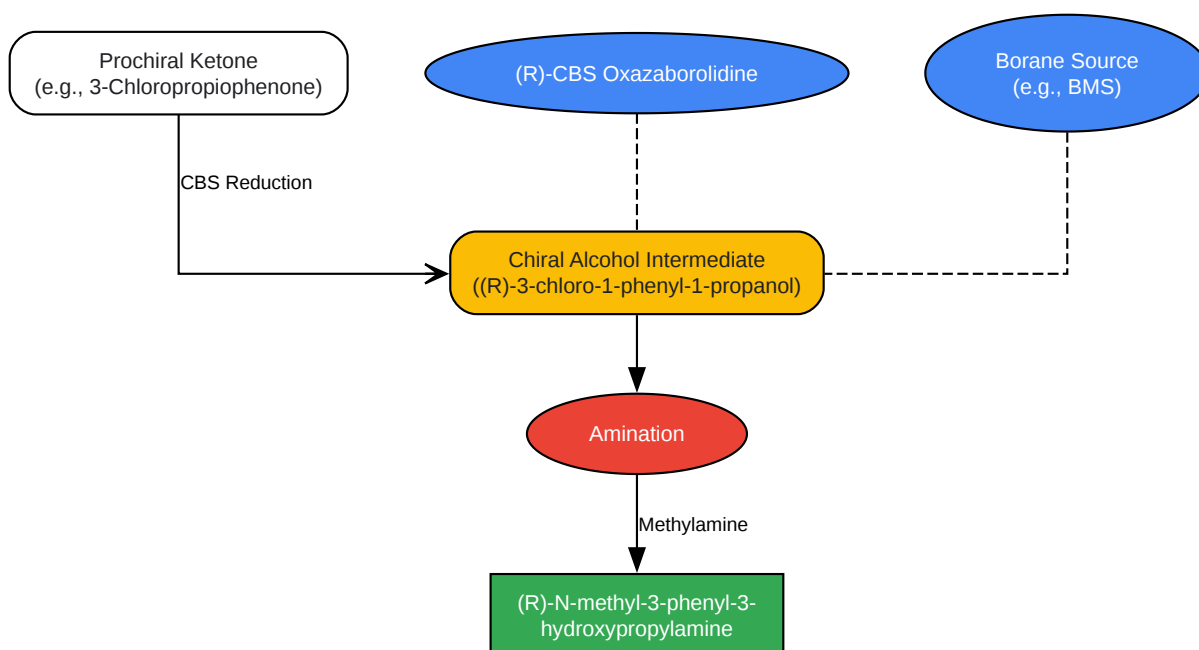 Prochiral Ketone
(e.g., 3-Chloropropiophenone)
(R)-CBS Oxazaborolidine
Borane Source
(e.g., BMS)
CBS Reduction
Chiral Alcohol Intermediate
((R)-3-chloro-1-phenyl-1-propanol)
Amination
Methylamine
(R)-N-methyl-3-phenyl-3-
hydroxypropylamine